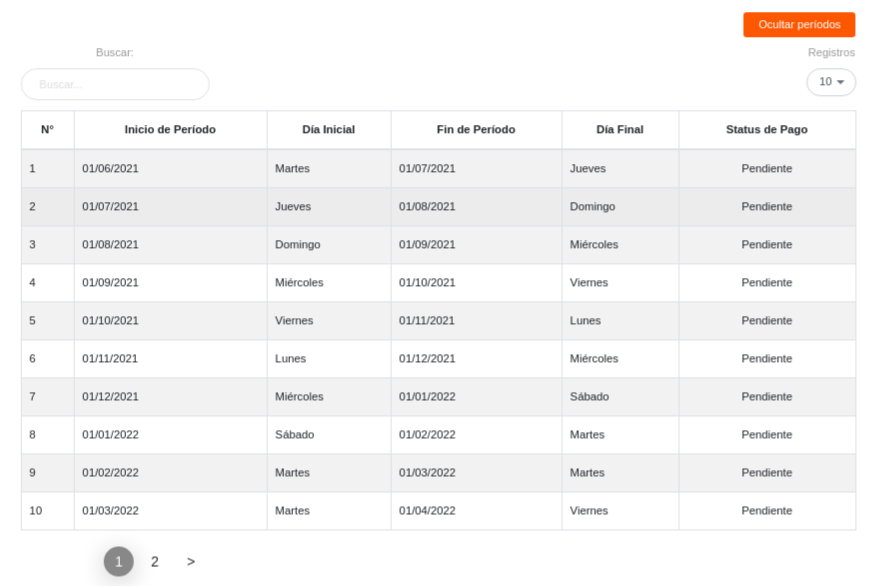 Ocultar períodos
Buscar: Registros
Buscar... 10
N° Inicio de Período Día Inicial Fin de Período Día Final Status de Pago
1 01/06/2021 Martes 01/07/2021 Jueves Pendiente
2 01/07/2021 Jueves 01/08/2021 Domingo Pendiente
3 01/08/2021 Domingo 01/09/2021 Miércoles Pendiente
4 01/09/2021 Miércoles 01/10/2021 Viernes Pendiente
5 01/10/2021 Viernes 01/11/2021 Lunes Pendiente
6 01/11/2021 Lunes 01/12/2021 Miércoles Pendiente
7 01/12/2021 Miércoles 01/01/2022 Sábado Pendiente
8 01/01/2022 Sábado 01/02/2022 Martes Pendiente
9 01/02/2022 Martes 01/03/2022 Martes Pendiente
10 01/03/2022 Martes 01/04/2022 Viernes Pendiente
1 2 >